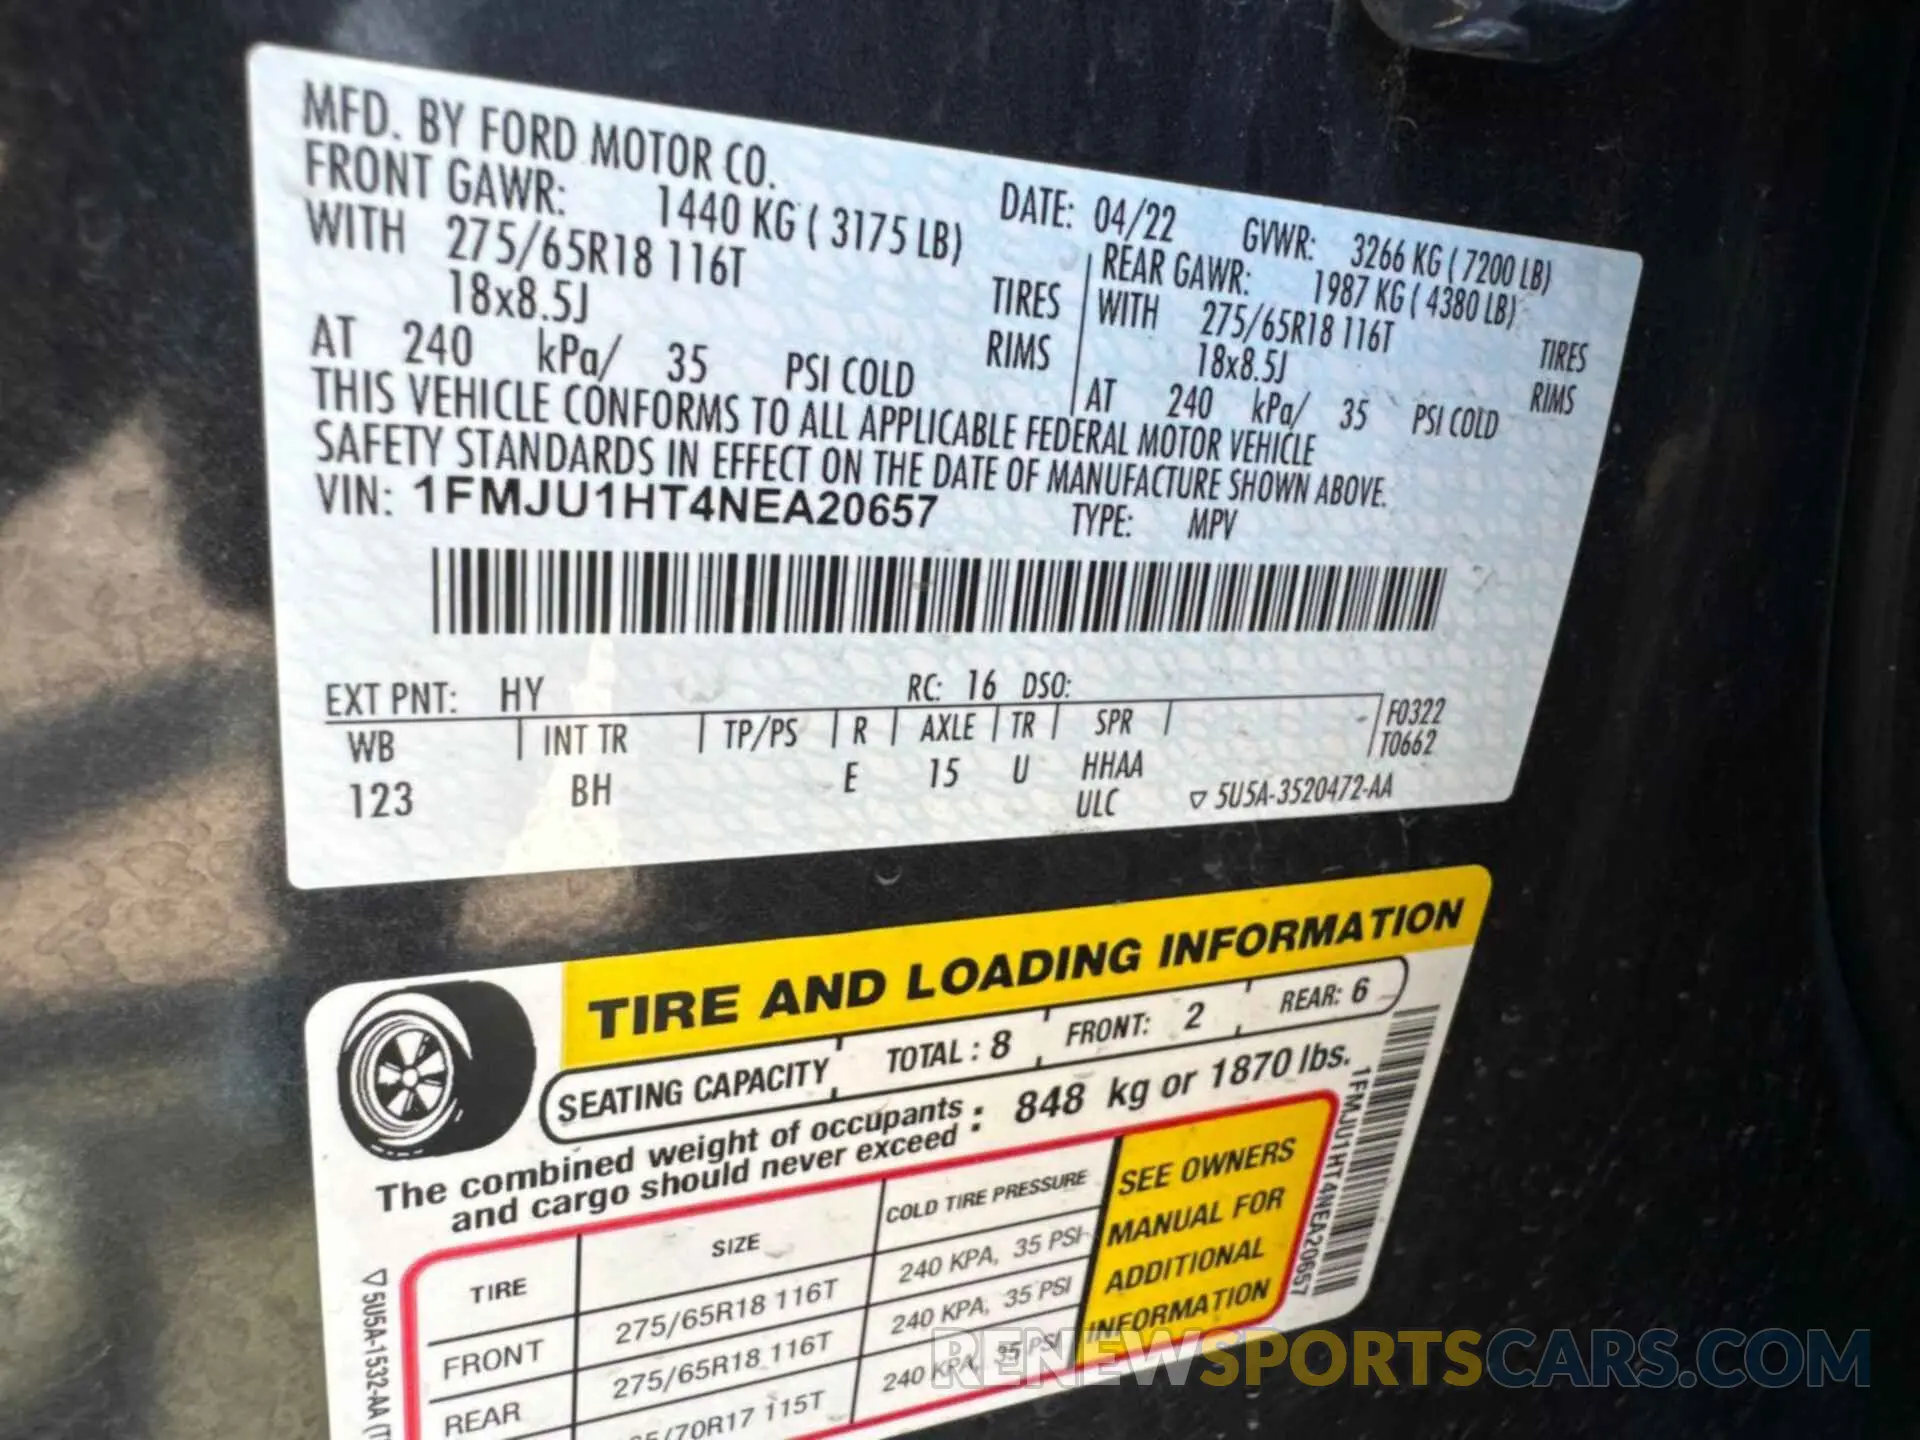 MFD. BY FORD MOTOR CO.
DATE: 04/22 GVWR: 3266 KG ( 7200 LB)
FRONT GAWR: 1440 KG ( 3175 LB)
WITH 275/65R18 116T TIRES
18x8.5J RIMS
AT 240 kPa/ 35 PSI COLD
REAR GAWR: 1987 KG ( 4380 LB)
WITH 275/65R18 116T TIRES
18x8.5J RIMS
AT 240 kPa/ 35 PSI COLD
THIS VEHICLE CONFORMS TO ALL APPLICABLE FEDERAL MOTOR VEHICLE
SAFETY STANDARDS IN EFFECT ON THE DATE OF MANUFACTURE SHOWN ABOVE.
VIN: 1FMJU1HT4NEA20657 TYPE: MPV
EXT PNT: HY RC: 16 DSO:
WB INT TR TP/PS R AXLE TR SPR F0322
T0662
123 BH E 15 U HHAA
ULC ▽ 5U5A-3520472-AA
TIRE AND LOADING INFORMATION
SEATING CAPACITY TOTAL : 8 FRONT: 2 REAR: 6
The combined weight of occupants
and cargo should never exceed : 848 kg or 1870 lbs.
TIRE SIZE COLD TIRE PRESSURE
FRONT 275/65R18 116T 240 KPA, 35 PSI
REAR 275/65R18 116T 240 KPA, 35 PSI
/70R17 115T 240 KPA, 35 PSI
SEE OWNERS
MANUAL FOR
ADDITIONAL
INFORMATION
1FMJU1HT4NEA20657
▽ 5U5A-1532-AA
RENEWSPORTSCARS.COM